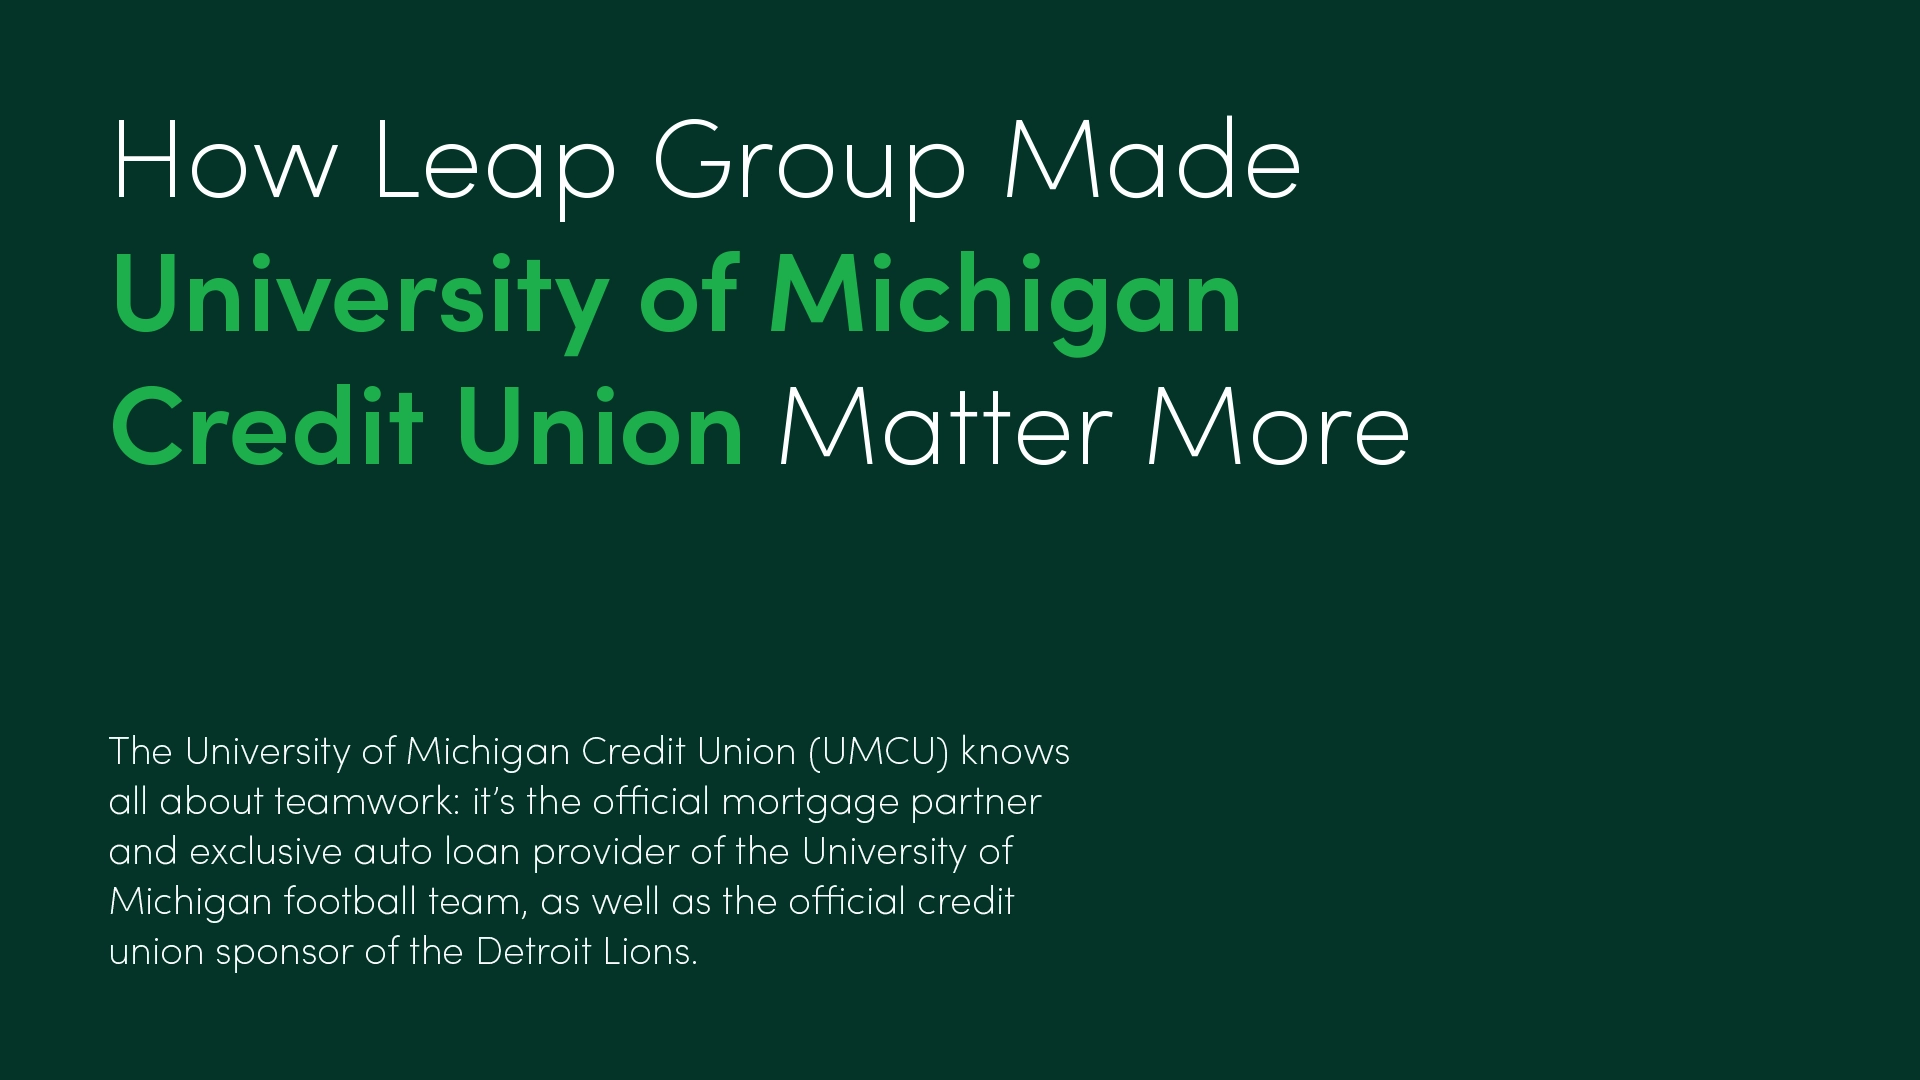 How Leap Group Made
University of Michigan
Credit Union Matter More
The University of Michigan Credit Union (UMCU) knows
all about teamwork: it’s the official mortgage partner
and exclusive auto loan provider of the University of
Michigan football team, as well as the official credit
union sponsor of the Detroit Lions.